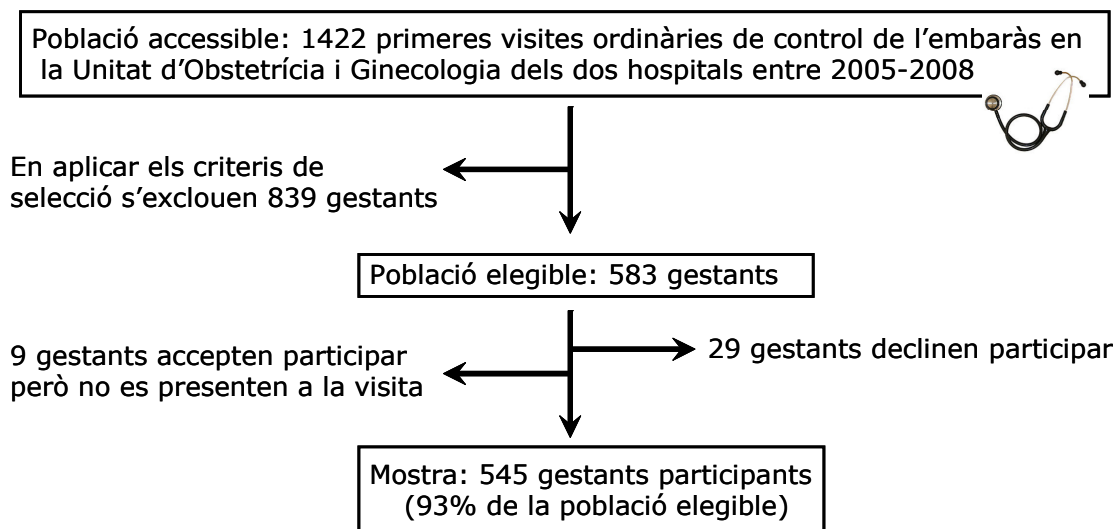 Població accessible: 1422 primeres visites ordinàries de control de l’embaràs en
la Unitat d’Obstetrícia i Ginecologia dels dos hospitals entre 2005-2008
En aplicar els criteris de
selecció s’exclouen 839 gestants
Població elegible: 583 gestants
9 gestants accepten participar
però no es presenten a la visita
29 gestants declinen participar
Mostra: 545 gestants participants
(93% de la població elegible)